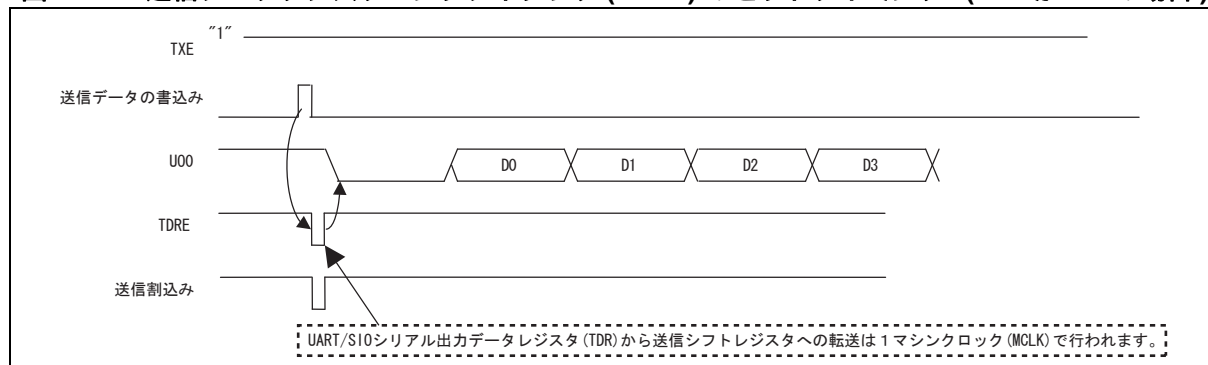 TXE "1"
送信データの書込み
UO0 D0 D1 D2 D3
TDRE
送信割込み
UART/SIOシリアル出力データレジスタ(TDR)から送信シフトレジスタへの転送は1マシンクロック(MCLK)で行われます。